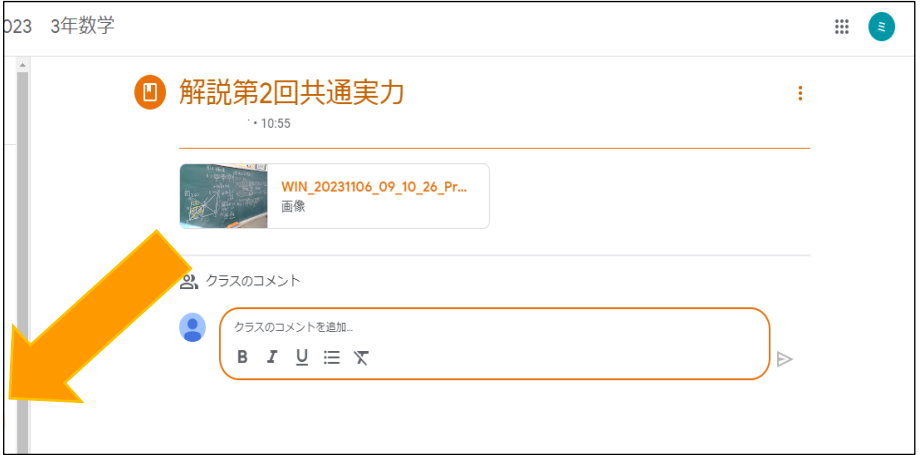 023 3年数学
ミ
解説第2回共通実力
• 10:55
WIN_20231106_09_10_26_Pr...
画像
クラスのコメント
クラスのコメントを追加...
B I U